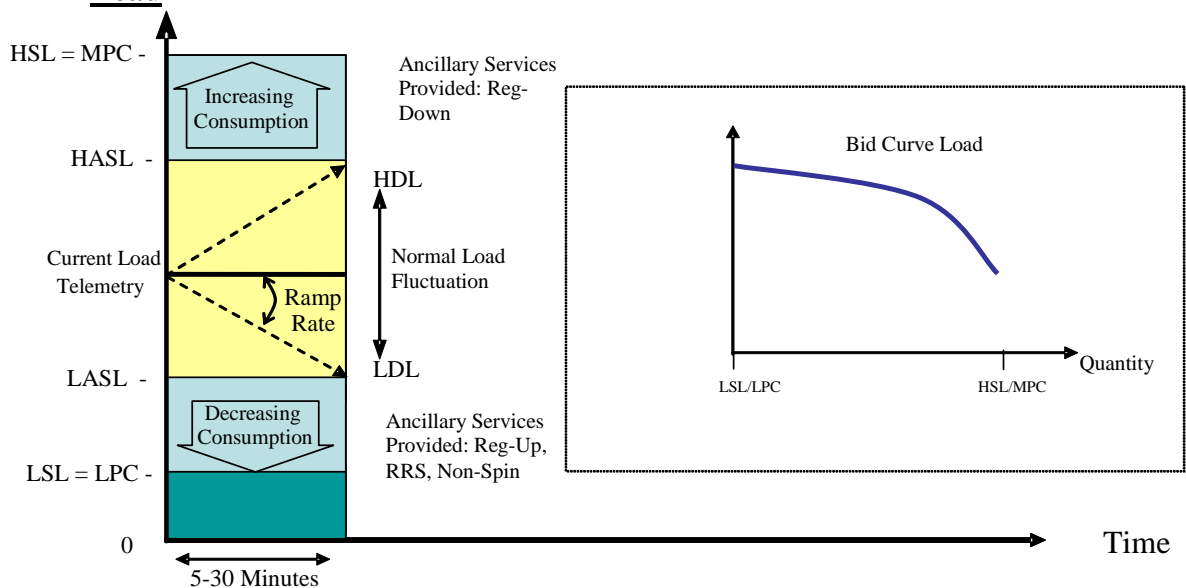 HSL = MPC -
Increasing
Consumption
Ancillary Services
Provided: Reg-
Down
HASL -
HDL
Current Load
Telemetry
Normal Load
Fluctuation
Ramp
Rate
LDL
LASL -
Decreasing
Consumption
Ancillary Services
Provided: Reg-Up,
RRS, Non-Spin
LSL = LPC -
0
Time
5-30 Minutes
Bid Curve Load
Quantity
LSL/LPC
HSL/MPC